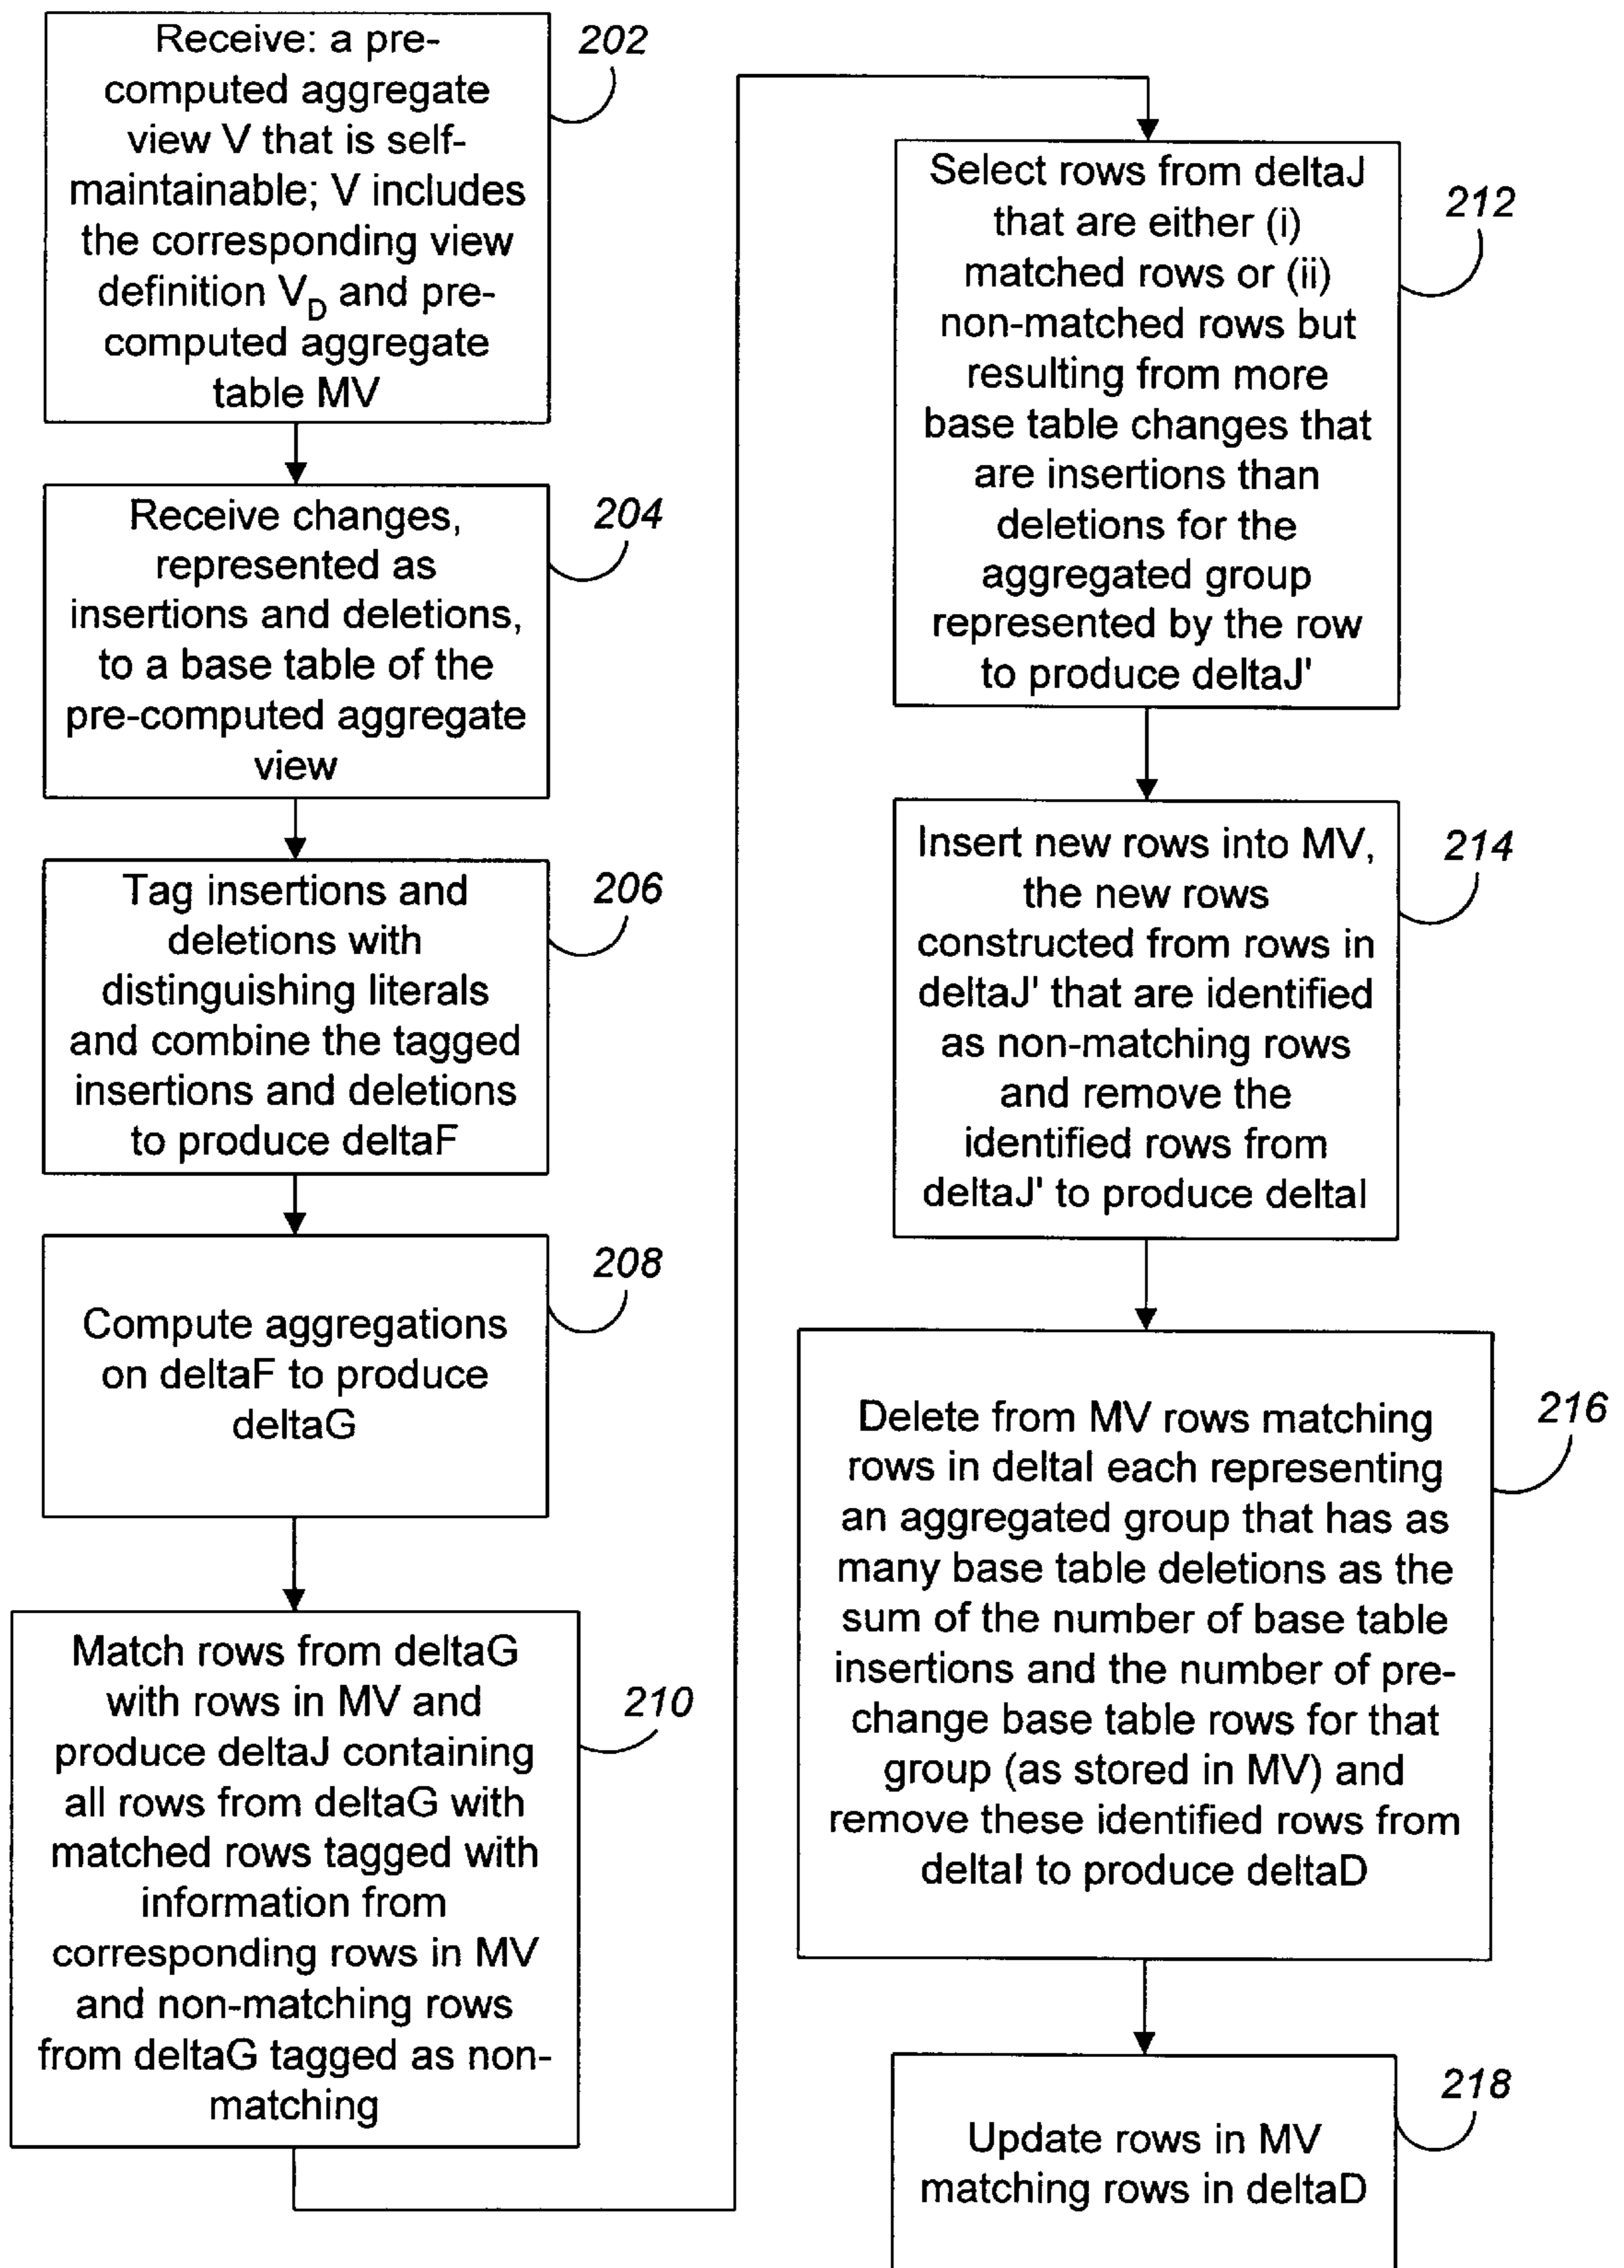 Receive: a pre-
computed aggregate
view V that is self-
maintainable; V includes
the corresponding view
definition VD and pre-
computed aggregate
table MV
202
Receive changes,
represented as
insertions and deletions,
to a base table of the
pre-computed aggregate
view
204
Tag insertions and
deletions with
distinguishing literals
and combine the tagged
insertions and deletions
to produce deltaF
206
Compute aggregations
on deltaF to produce
deltaG
208
Match rows from deltaG
with rows in MV and
produce deltaJ containing
all rows from deltaG with
matched rows tagged with
information from
corresponding rows in MV
and non-matching rows
from deltaG tagged as non-
matching
210
Select rows from deltaJ
that are either (i)
matched rows or (ii)
non-matched rows but
resulting from more
base table changes that
are insertions than
deletions for the
aggregated group
represented by the row
to produce deltaJ'
212
Insert new rows into MV,
the new rows
constructed from rows in
deltaJ' that are identified
as non-matching rows
and remove the
identified rows from
deltaJ' to produce deltaI
214
Delete from MV rows matching
rows in deltaI each representing
an aggregated group that has as
many base table deletions as the
sum of the number of base table
insertions and the number of pre-
change base table rows for that
group (as stored in MV) and
remove these identified rows from
deltaI to produce deltaD
216
Update rows in MV
matching rows in deltaD
218